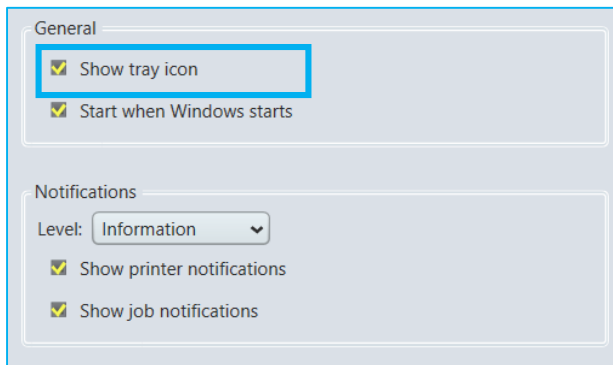 General
Show tray icon
Start when Windows starts
Notifications
Level: Information
Show printer notifications
Show job notifications